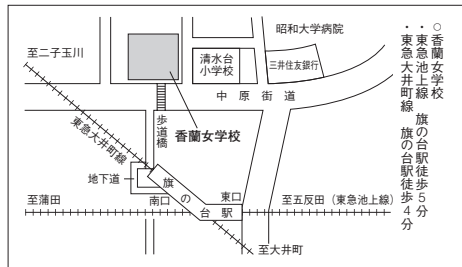 ○香蘭女学校
・東急池上線 旗の台駅徒歩5分
・東急大井町線 旗の台駅徒歩4分
昭和大学病院
至二子玉川
清水台
小学校
三井住友銀行
中原街道
東急大井町線
歩道橋
香蘭女学校
地下道
旗の台駅
東口
南口
至蒲田
至五反田（東急池上線）
至大井町